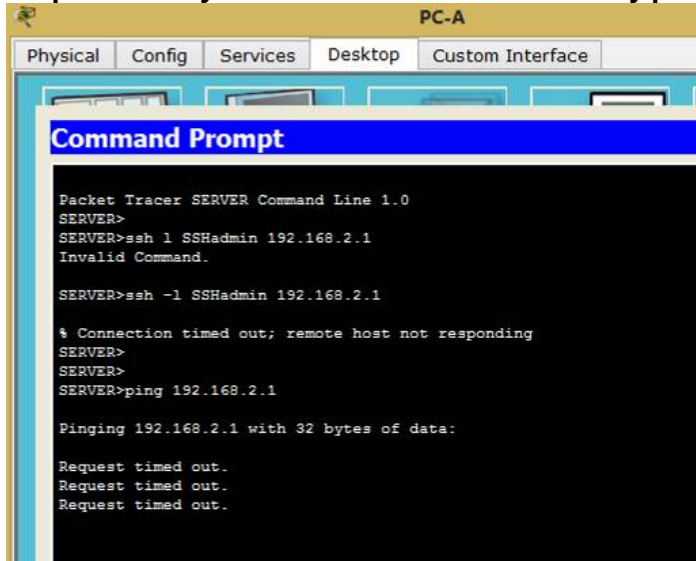 PC-A
Physical Config Services Desktop Custom Interface
Command Prompt
Packet Tracer SERVER Command Line 1.0
SERVER>
SERVER>ssh l SSHadmin 192.168.2.1
Invalid Command.
SERVER>ssh -l SSHadmin 192.168.2.1
% Connection timed out; remote host not responding
SERVER>
SERVER>
SERVER>ping 192.168.2.1
Pinging 192.168.2.1 with 32 bytes of data:
Request timed out.
Request timed out.
Request timed out.